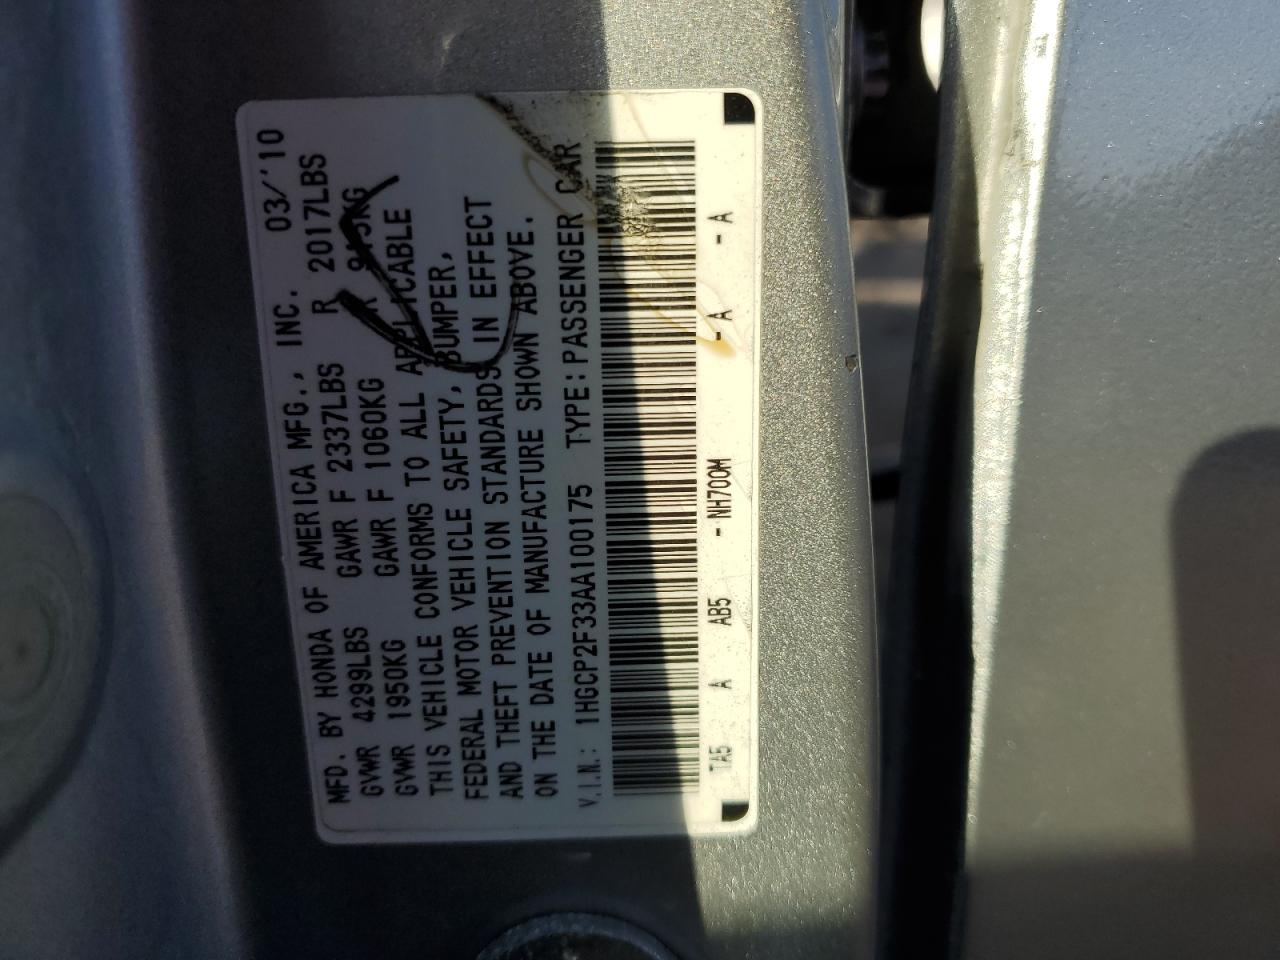 MFD. BY HONDA OF AMERICA MFG., INC. 03/'10
GVWR 4299LBS GAWR F 2337LBS R 2017LBS
GVWR 1950KG GAWR F 1060KG R 915KG
THIS VEHICLE CONFORMS TO ALL APPLICABLE
FEDERAL MOTOR VEHICLE SAFETY, BUMPER,
AND THEFT PREVENTION STANDARDS IN EFFECT
ON THE DATE OF MANUFACTURE SHOWN ABOVE.
V.I.N.: 1HGCP2F33AA100175 TYPE: PASSENGER CAR
TA5 A AB5 - NH700M - A - A